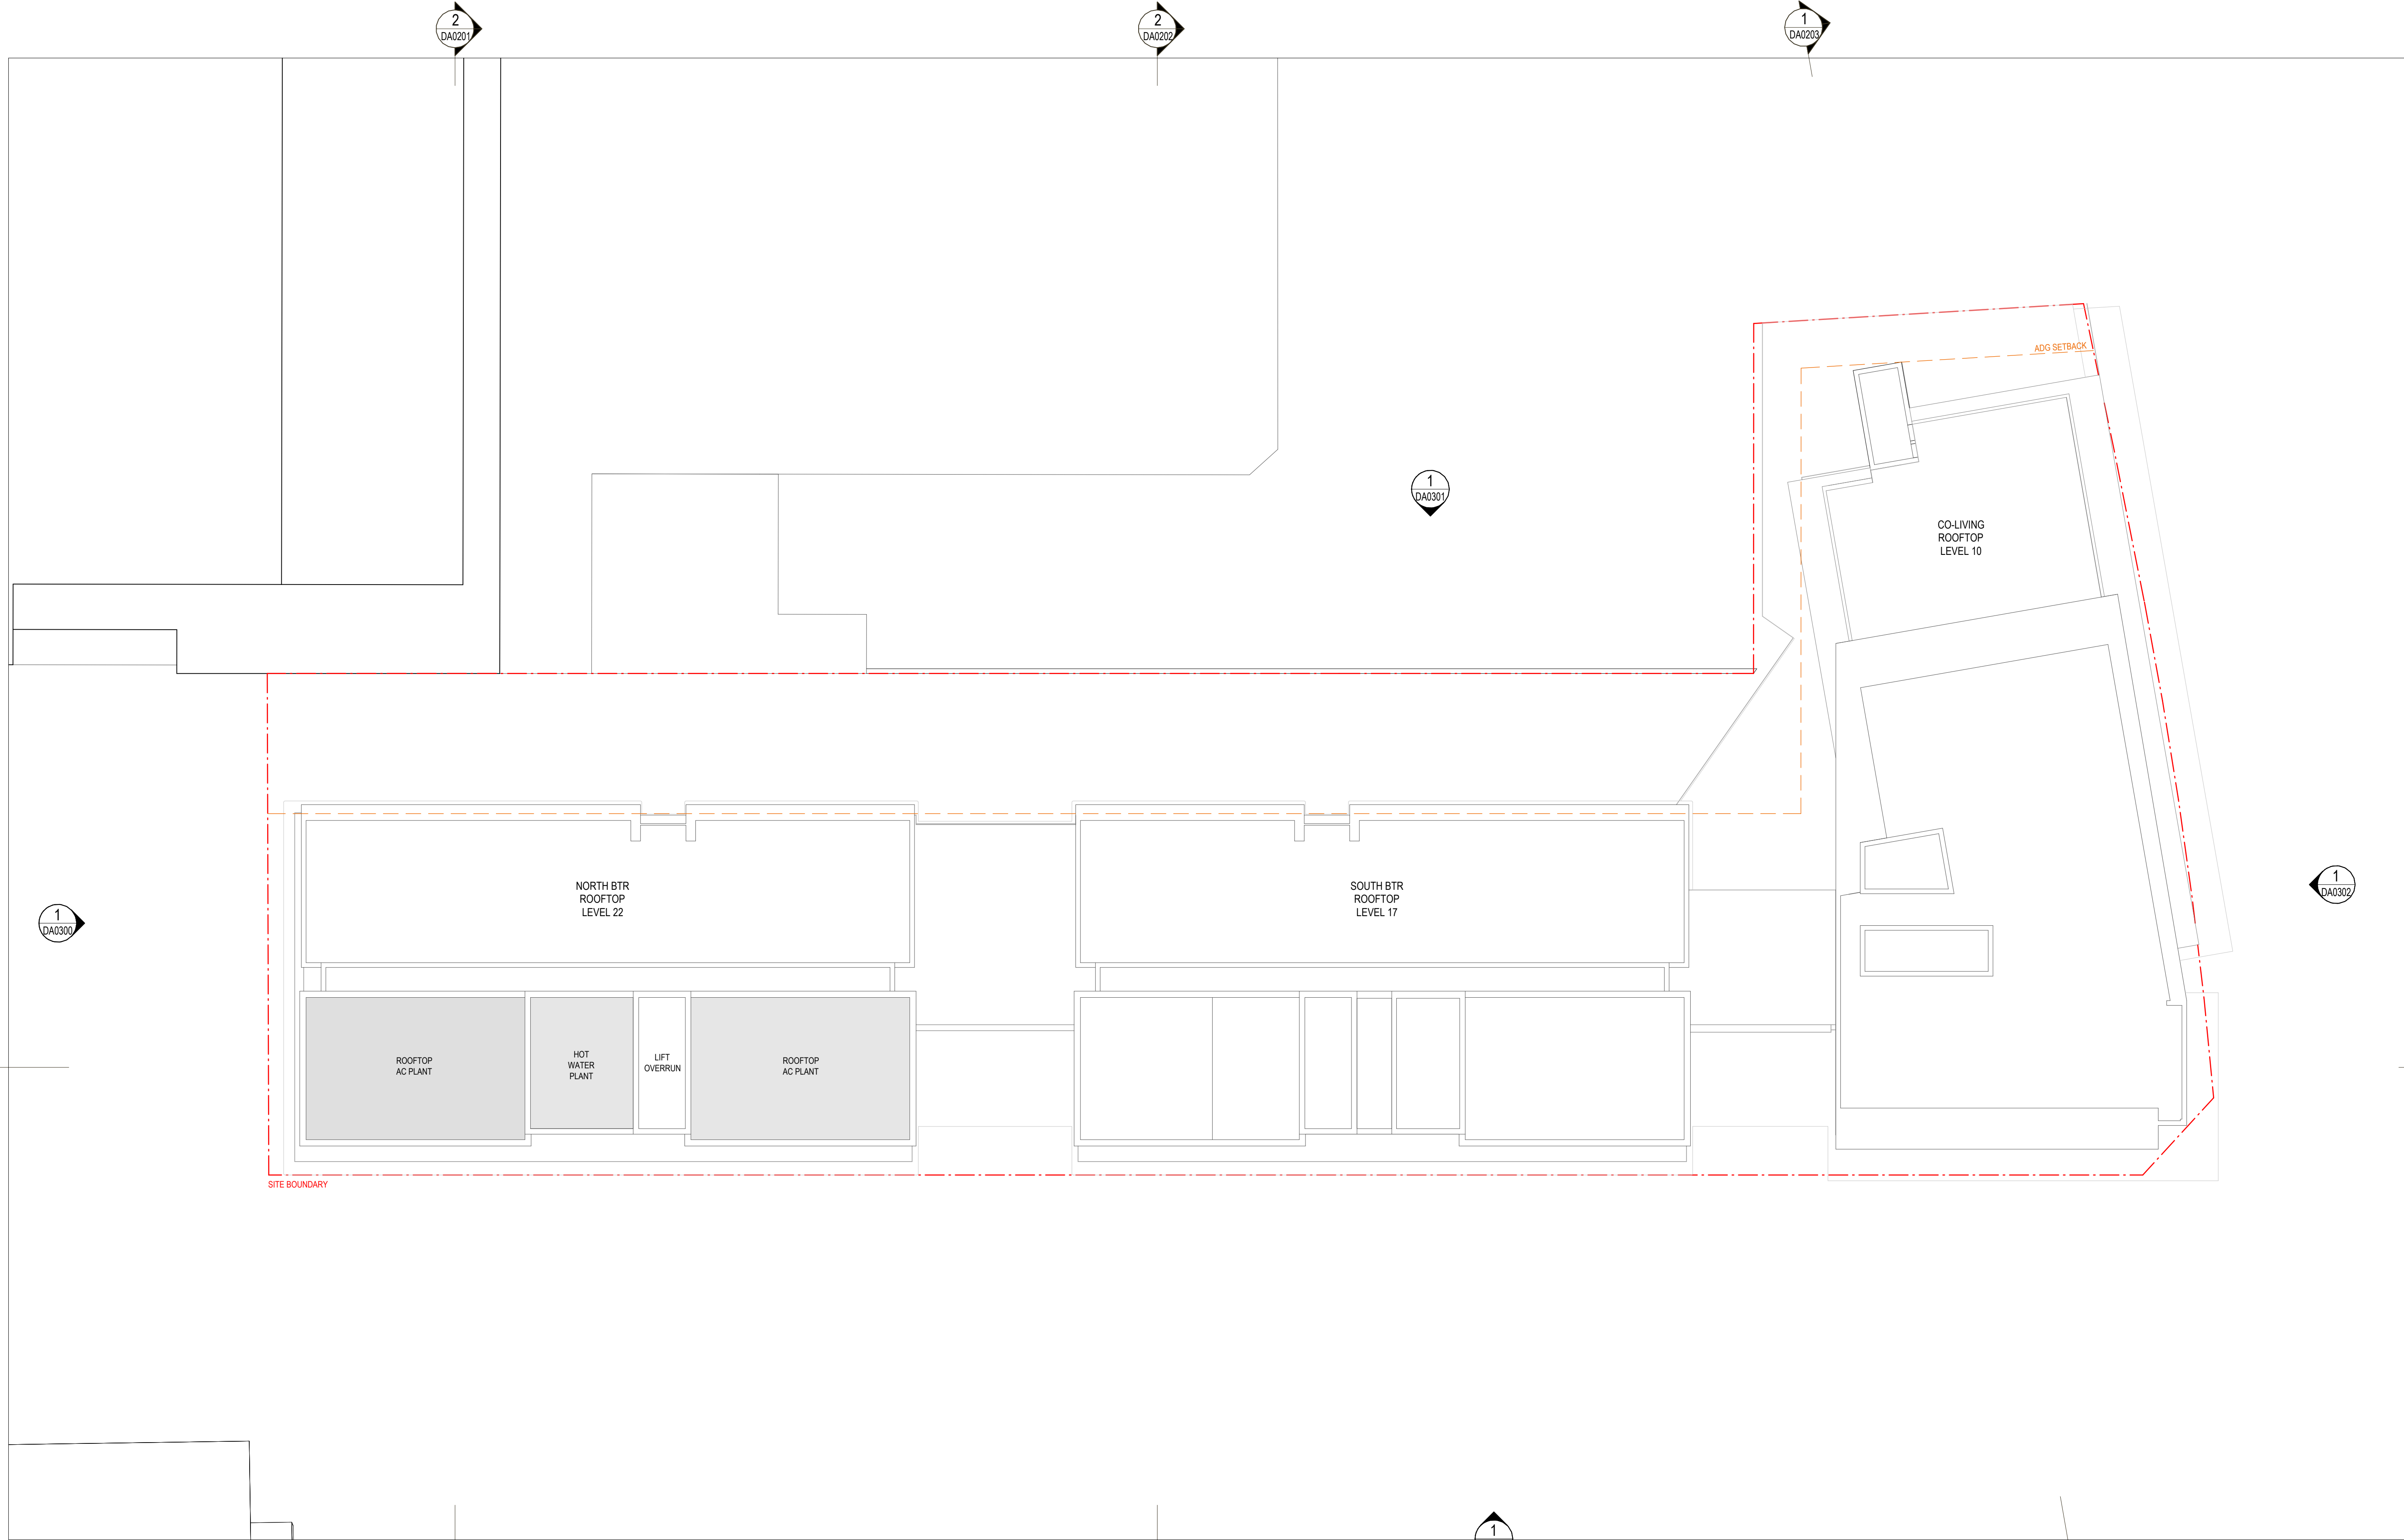 2
DA0201
2
DA0202
1
DA0203
ADG SETBACK
1
DA0301
CO-LIVING
ROOFTOP
LEVEL 10
NORTH BTR
ROOFTOP
LEVEL 22
SOUTH BTR
ROOFTOP
LEVEL 17
1
DA0302
1
DA0300
ROOFTOP
AC PLANT
HOT
WATER
PLANT
LIFT
OVERRUN
ROOFTOP
AC PLANT
SITE BOUNDARY
1